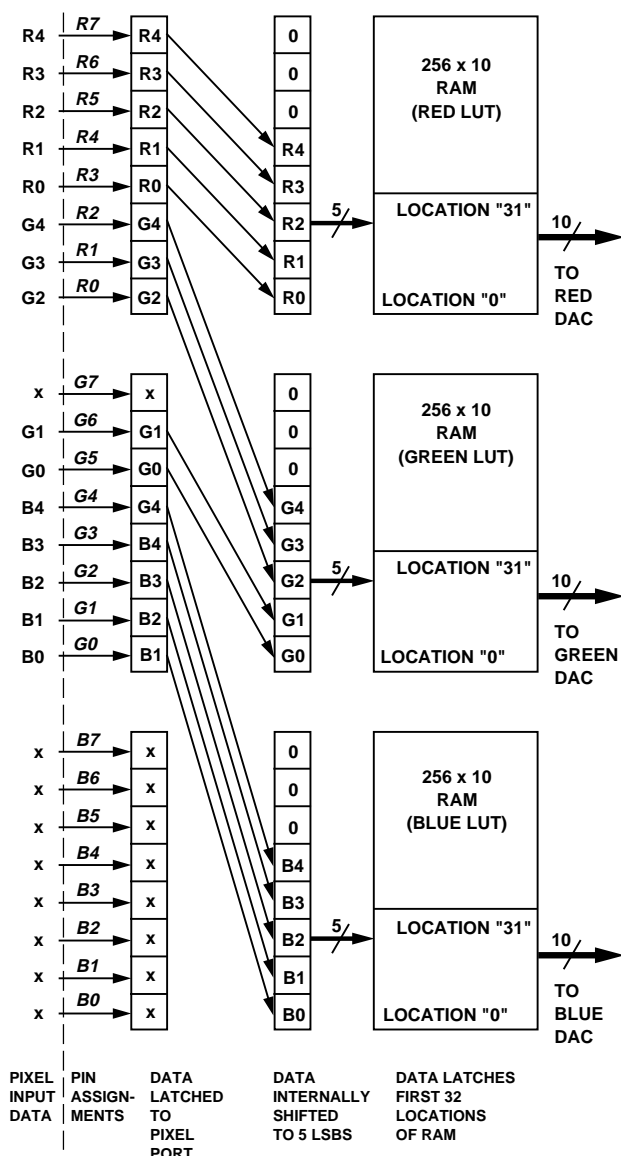 R4 R7 R4 0
R3 R6 R3 0
R2 R5 R2 0
R1 R4 R1 R4
R0 R3 R0 R3
G4 R2 G4 R2
G3 R1 G3 R1
G2 R0 G2 R0
5
256 x 10
RAM
(RED LUT)
LOCATION "31"
LOCATION "0"
10
TO
RED
DAC
x G7 x 0
G1 G6 G1 0
G0 G5 G0 0
B4 G4 G4 G4
B3 G3 B4 G3
B2 G2 B3 G2
B1 G1 B2 G1
B0 G0 B1 G0
5
256 x 10
RAM
(GREEN LUT)
LOCATION "31"
LOCATION "0"
10
TO
GREEN
DAC
x B7 x 0
x B6 x 0
x B5 x 0
x B4 x B4
x B3 x B3
x B2 x B2
x B1 x B1
x B0 x B0
5
256 x 10
RAM
(BLUE LUT)
LOCATION "31"
LOCATION "0"
10
TO
BLUE
DAC
PIXEL
INPUT
DATA
PIN
ASSIGN-
MENTS
DATA
LATCHED
TO
PIXEL
PORT
DATA
INTERNALLY
SHIFTED
TO 5 LSBS
DATA LATCHES
FIRST 32
LOCATIONS
OF RAM